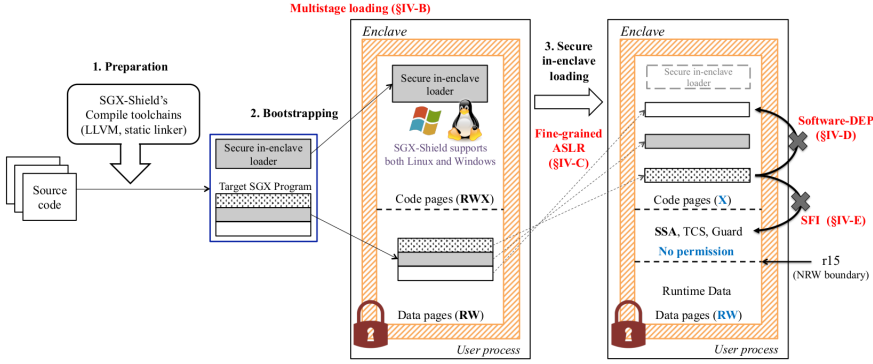 Multistage loading (§IV-B)
1. Preparation
SGX-Shield's
Compile toolchains
(LLVM, static linker)
Source
code
2. Bootstrapping
Secure in-enclave
loader
Target SGX Program
Enclave
Secure in-enclave
loader
SGX-Shield supports
both Linux and Windows
Code pages (RWX)
Data pages (RW)
User process
3. Secure
in-enclave
loading
Fine-grained
ASLR
(§IV-C)
Enclave
Secure in-enclave
loader
Code pages (X)
SSA, TCS, Guard
No permission
Runtime Data
Data pages (RW)
User process
Software-DEP
(§IV-D)
SFI (§IV-E)
r15
(NRW boundary)